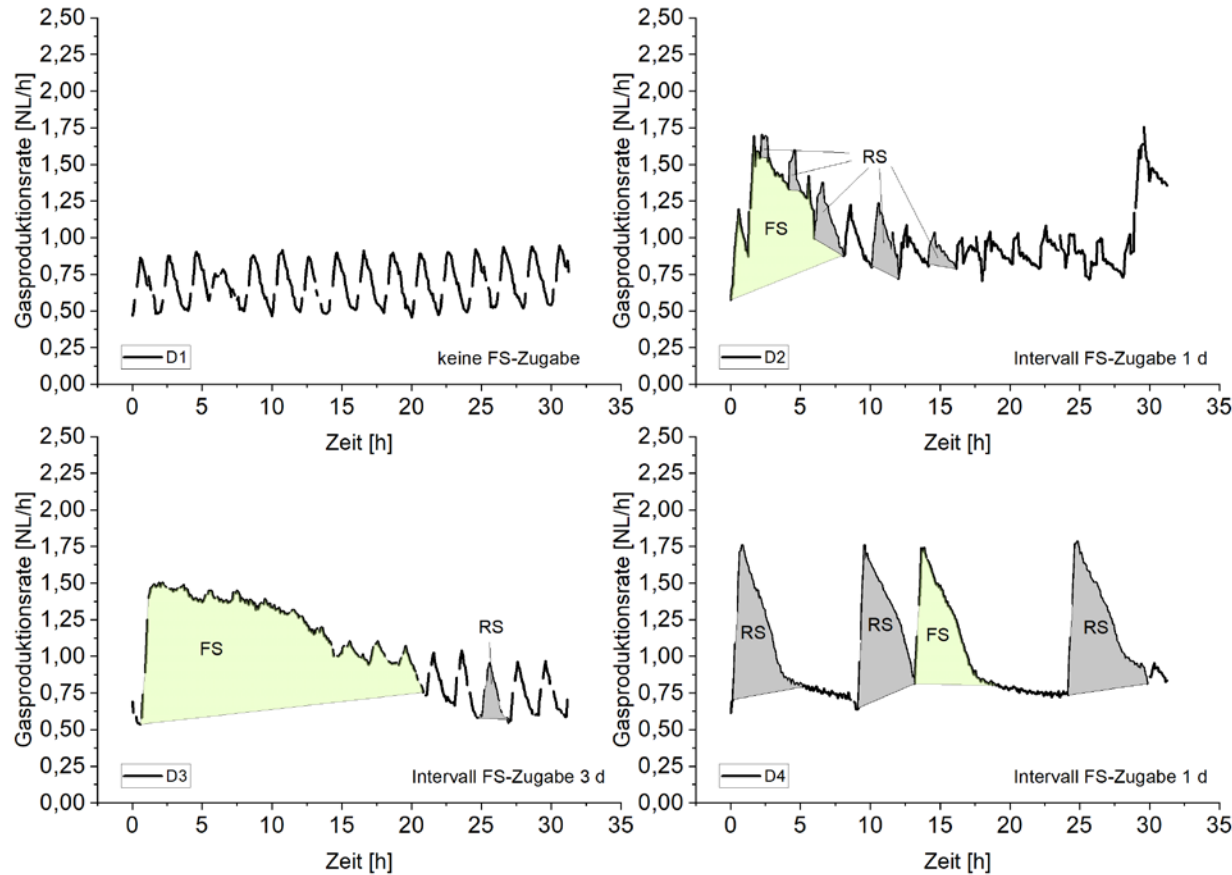 2,50
2,25
2,00
1,75
1,50
1,25
1,00
0,75
0,50
0,25
0,00
Gasproduktionsrate [NL/h]
D1
keine FS-Zugabe
0 5 10 15 20 25 30 35
Zeit [h]
2,50
2,25
2,00
1,75
1,50
1,25
1,00
0,75
0,50
0,25
0,00
Gasproduktionsrate [NL/h]
RS
FS
D2
Intervall FS-Zugabe 1 d
0 5 10 15 20 25 30 35
Zeit [h]
2,50
2,25
2,00
1,75
1,50
1,25
1,00
0,75
0,50
0,25
0,00
Gasproduktionsrate [NL/h]
FS
RS
D3
Intervall FS-Zugabe 3 d
0 5 10 15 20 25 30 35
Zeit [h]
2,50
2,25
2,00
1,75
1,50
1,25
1,00
0,75
0,50
0,25
0,00
Gasproduktionsrate [NL/h]
RS
RS
FS
RS
D4
Intervall FS-Zugabe 1 d
0 5 10 15 20 25 30 35
Zeit [h]